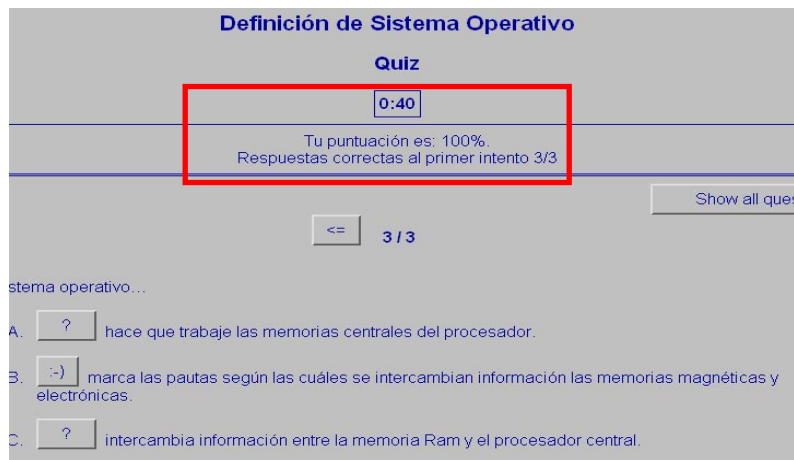 Definición de Sistema Operativo
Quiz
0:40
Tu puntuación es: 100%.
Respuestas correctas al primer intento 3/3
Show all ques
<= 3 / 3
stema operativo...
A. ? hace que trabaje las memorias centrales del procesador.
B. :-) marca las pautas según las cuáles se intercambian información las memorias magnéticas y
electrónicas.
C. ? intercambia información entre la memoria Ram y el procesador central.